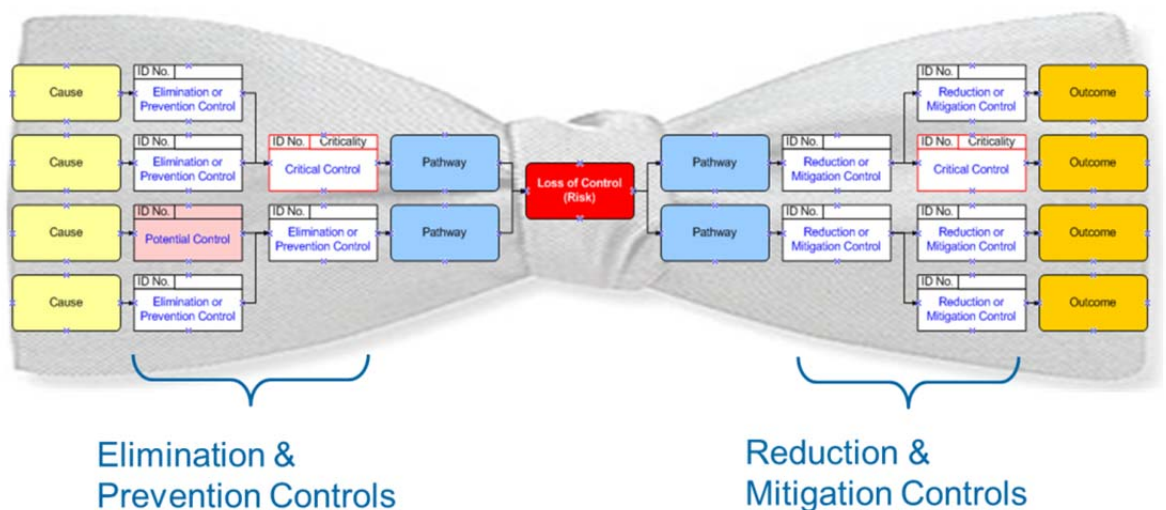 ID No.
Cause
Elimination or
Prevention Control
ID No.
Cause
Elimination or
Prevention Control
ID No. Criticality
Critical Control
Pathway
ID No.
Cause
Potential Control
ID No.
Elimination or
Prevention Control
Pathway
ID No.
Cause
Elimination or
Prevention Control
Loss of Control
(Risk)
ID No.
Reduction or
Mitigation Control
Outcome
Pathway
ID No.
Reduction or
Mitigation Control
ID No. Criticality
Critical Control
Outcome
Pathway
ID No.
Reduction or
Mitigation Control
ID No.
Reduction or
Mitigation Control
Outcome
ID No.
Reduction or
Mitigation Control
Outcome
Elimination &
Prevention Controls
Reduction &
Mitigation Controls